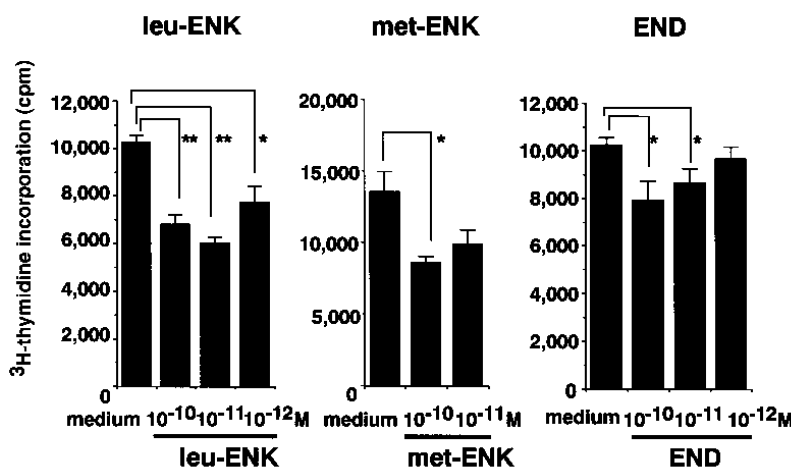 leu-ENK met-ENK END
³H-thymidine incorporation (cpm)
12,000
10,000
8,000
6,000
4,000
2,000
0
** ** *
medium 10⁻¹⁰ 10⁻¹¹ 10⁻¹² M
leu-ENK
20,000
15,000
10,000
5,000
0
*
medium 10⁻¹⁰ 10⁻¹¹ M
met-ENK
12,000
10,000
8,000
6,000
4,000
2,000
0
* *
medium 10⁻¹⁰ 10⁻¹¹ 10⁻¹² M
END